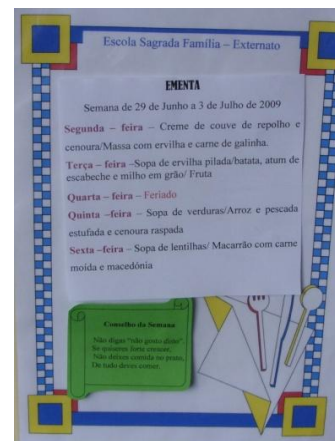 Escola Sagrada Família – Externato
EMENTA
Semana de 29 de Junho a 3 de Julho de 2009
Segunda – feira – Creme de couve de repolho e
cenoura/Massa com ervilha e carne de galinha.
Terça – feira –Sopa de ervilha pilada/batata, atum de
escabeche e milho em grão/ Fruta
Quarta – feira – Feriado
Quinta –feira – Sopa de verduras/Arroz e pescada
estufada e cenoura raspada
Sexta –feira – Sopa de lentilhas/ Macarrão com carne
moída e macedónia
Conselho da Semana
Não digas "não gosto disto".
Se quiseres forte crescer,
Não deixes comida no prato,
De tudo deves comer.